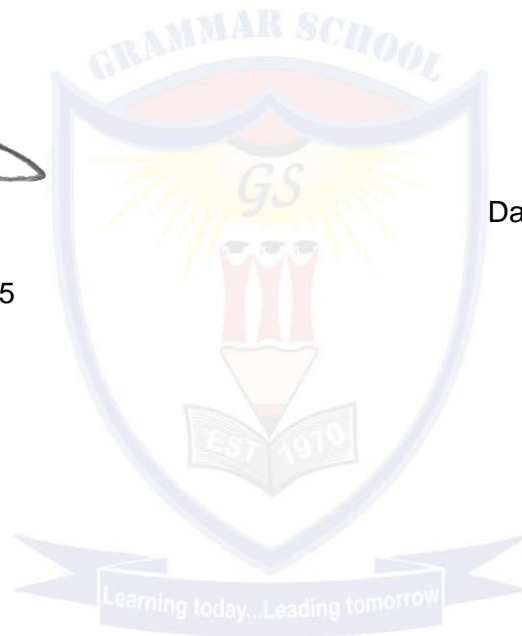 GRAMMAR SCHOOL
GS
Da
5
EST 1970
Learning today...Leading tomorrow